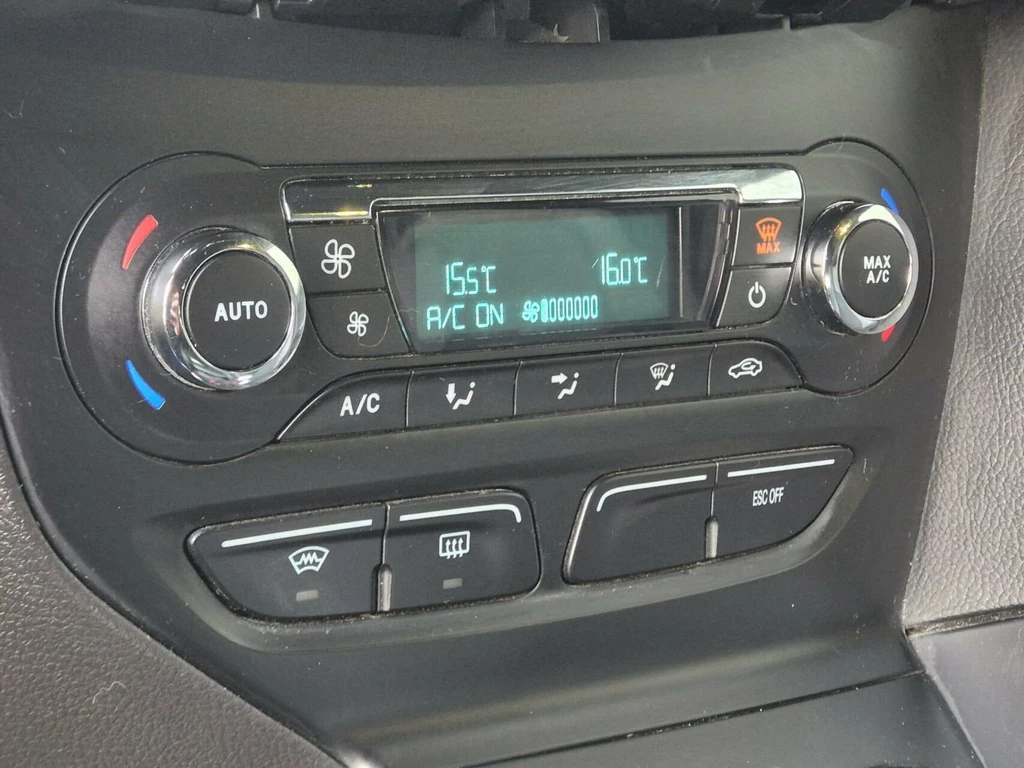 AUTO
15.5°C 16.0°C
A/C ON
MAX
MAX
A/C
A/C
ESC OFF